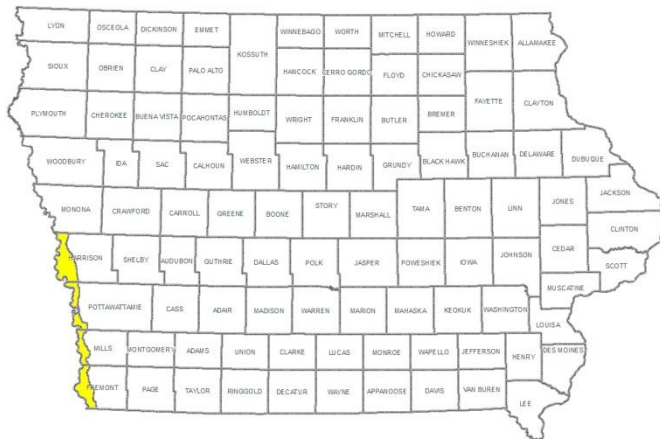 LYON OSCEOLA DICKINSON EMMET WINNEBAGO WORTH MITCHELL HOWARD WINNESHIEK ALLAMAKEE
KOSSUTH
SIOUX OBRIEN CLAY PALO ALTO HANCOCK CERRO GORDO FLOYD CHICKASAW
FAYETTE CLAYTON
PLYMOUTH CHEROKEE BUENA VISTA POCAHONTAS HUMBOLDT WRIGHT FRANKLIN BUTLER BREMER
WOODBURY IDA SAC CALHOUN WEBSTER HAMILTON HARDIN GRUNDY BLACK HAWK BUCHANAN DELAWARE DUBUQUE
JACKSON
MONONA CRAWFORD CARROLL GREENE BOONE STORY MARSHALL TAMA BENTON LINN JONES
CLINTON
HARRISON SHELBY AUDUBON GUTHRIE DALLAS POLK JASPER POWESHIEK IOWA JOHNSON CEDAR
SCOTT
MUSCATINE
POTTAWATTAMIE CASS ADAIR MADISON WARREN MARION MAHASKA KEOKUK WASHINGTON
LOUISA
MILLS MONTGOMERY ADAMS UNION CLARKE LUCAS MONROE WAPELLO JEFFERSON HENRY DES MOINES
FREMONT PAGE TAYLOR RINGGOLD DECATUR WAYNE APPANOOSE DAVIS VAN BUREN
LEE